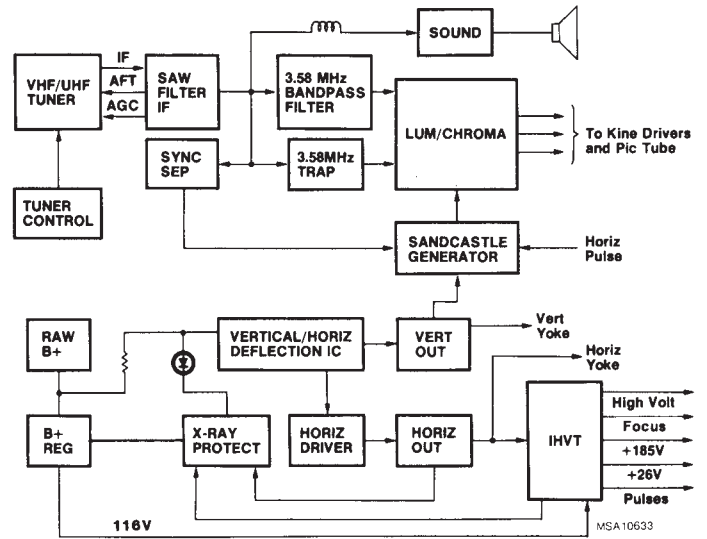 SOUND
IF
AFT
AGC
VHF/UHF
TUNER
SAW
FILTER
IF
3.58 MHz
BANDPASS
FILTER
LUM/CHROMA
To Kine Drivers
and Pic Tube
SYNC
SEP
3.58MHz
TRAP
TUNER
CONTROL
SANDCASTLE
GENERATOR
Horiz
Pulse
RAW
B+
VERTICAL/HORIZ
DEFLECTION IC
VERT
OUT
Vert
Yoke
Horiz
Yoke
B+
REG
X-RAY
PROTECT
HORIZ
DRIVER
HORIZ
OUT
IHVT
High Volt
Focus
+185V
+26V
Pulses
116V
MSA10633